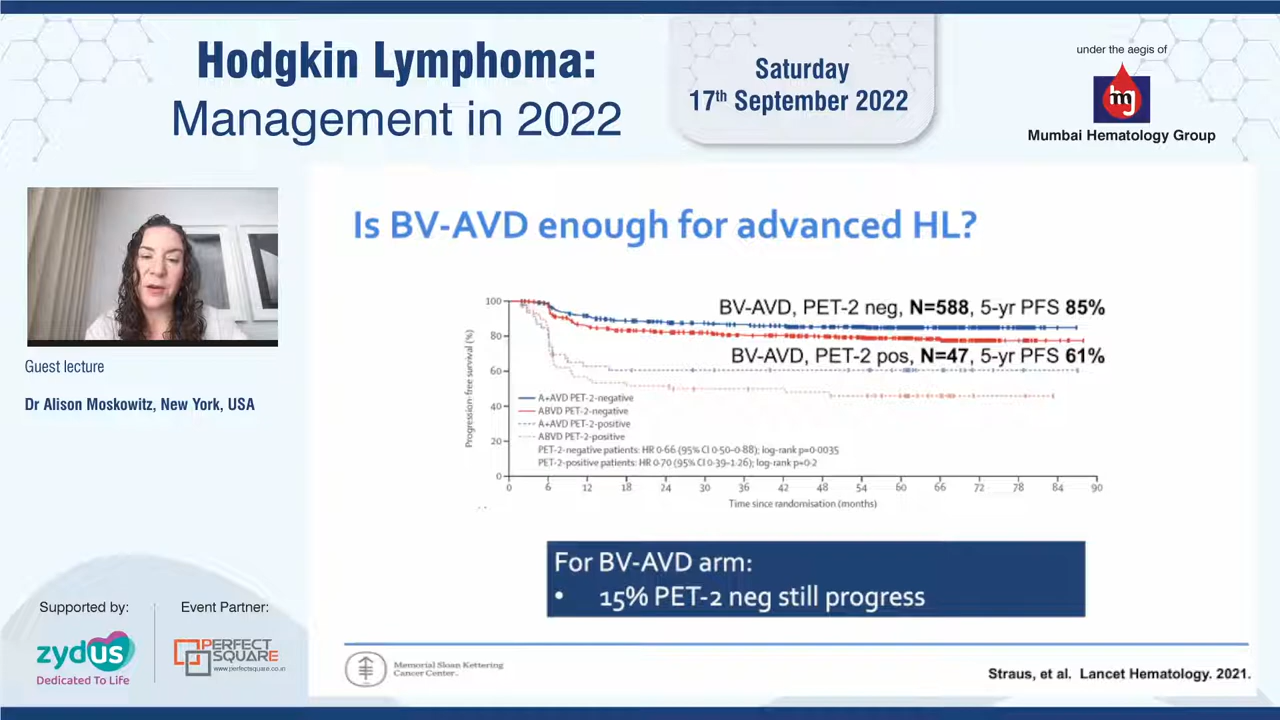 Hodgkin Lymphoma:
Management in 2022
Saturday
17th September 2022
under the aegis of
mg
Mumbai Hematology Group
Guest lecture
Dr Alison Moskowitz, New York, USA
Is BV-AVD enough for advanced HL?
BV-AVD, PET-2 neg, N=588, 5-yr PFS 85%
BV-AVD, PET-2 pos, N=47, 5-yr PFS 61%
Progression-free survival (%)
100
80
60
40
20
0
A+AVD PET-2-negative
ABVD PET-2-negative
A+AVD PET-2-positive
ABVD PET-2-positive
PET-2-negative patients: HR 0·66 (95% CI 0·50–0·88); log-rank p=0·0035
PET-2-positive patients: HR 0·70 (95% CI 0·39–1·26); log-rank p=0·2
0 6 12 18 24 30 36 42 48 54 60 66 72 78 84 90
Time since randomisation (months)
For BV-AVD arm:
• 15% PET-2 neg still progress
Memorial Sloan Kettering
Cancer Center
Straus, et al. Lancet Hematology. 2021.
Supported by:
zydus
Dedicated To Life
Event Partner:
PERFECT
SQUARE
www.perfectsquare.co.in